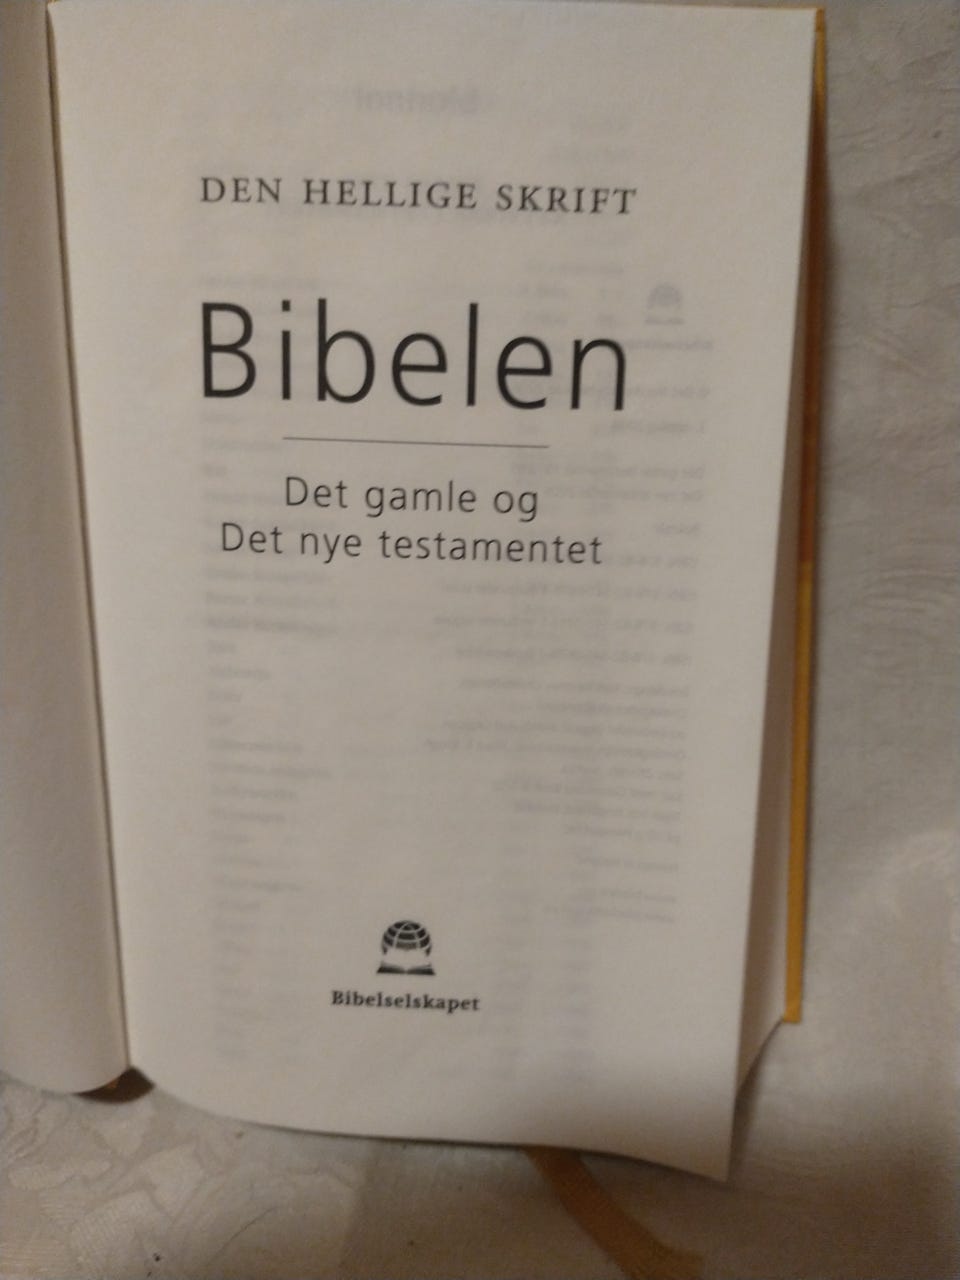 DEN HELLIGE SKRIFT
Bibelen
Det gamle og
Det nye testamentet
Bibelselskapet